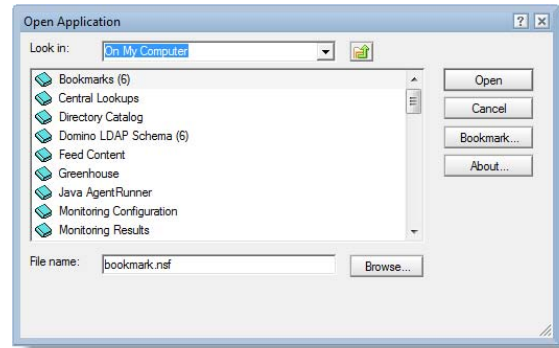 Open Application
Look in: On My Computer
Bookmarks (6)
Central Lookups
Directory Catalog
Domino LDAP Schema (6)
Feed Content
Greenhouse
Java AgentRunner
Monitoring Configuration
Monitoring Results
Open
Cancel
Bookmark...
About...
File name: bookmark.nsf
Browse...